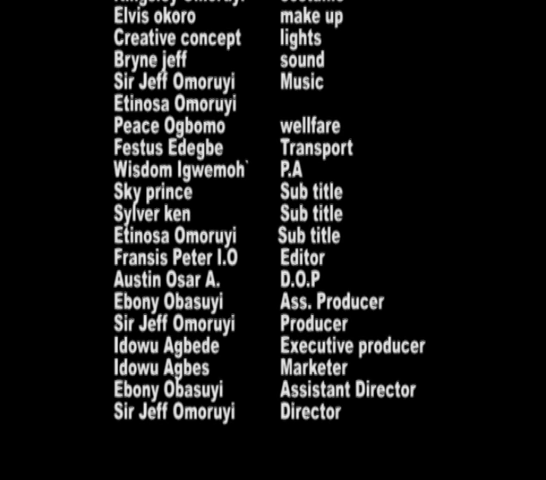 Elvis okoro make up
Creative concept lights
Bryne jeff sound
Sir Jeff Omoruyi Music
Etinosa Omoruyi
Peace Ogbomo wellfare
Festus Edegbe Transport
Wisdom Igwemoh` P.A
Sky prince Sub title
Sylver ken Sub title
Etinosa Omoruyi Sub title
Fransis Peter I.O Editor
Austin Osar A. D.O.P
Ebony Obasuyi Ass. Producer
Sir Jeff Omoruyi Producer
Idowu Agbede Executive producer
Idowu Agbes Marketer
Ebony Obasuyi Assistant Director
Sir Jeff Omoruyi Director